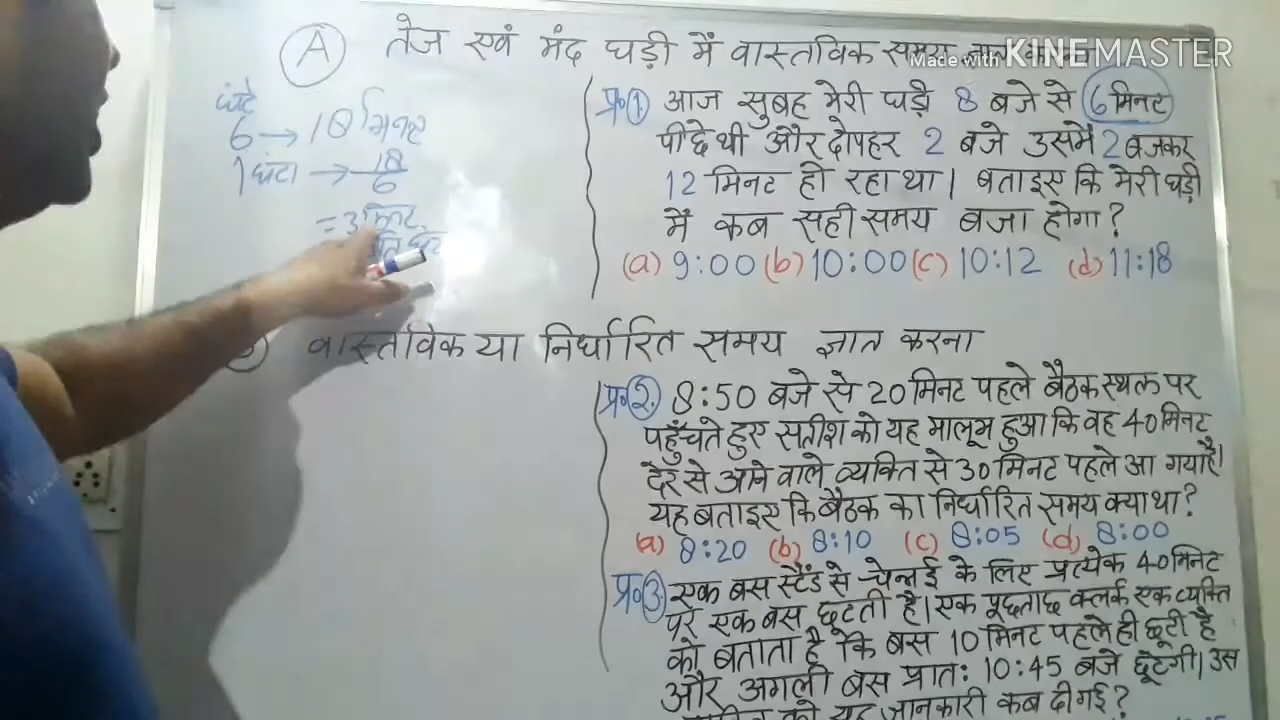 (A) तेज एवं मंद घड़ी में वास्तविक समय
Made with KINEMASTER
घंटे
6 → 18 मिनट
1 घंटा → 18/6
= 3 मिनट
प्र०1. आज सुबह मेरी घड़ी 8 बजे से 6 मिनट
पीछे थी और दोपहर 2 बजे उसमें 2 बजकर
12 मिनट हो रहा था। बताइए कि मेरी घड़ी
में कब सही समय बजा होगा?
(a) 9:00 (b) 10:00 (c) 10:12 (d) 11:18
वास्तविक या निर्धारित समय ज्ञात करना
प्र०2. 8:50 बजे से 20 मिनट पहले बैठक स्थल पर
पहुँचते हुए सतीश को यह मालूम हुआ कि वह 40 मिनट
देर से आने वाले व्यक्ति से 30 मिनट पहले आ गया है।
यह बताइए कि बैठक का निर्धारित समय क्या था?
(a) 8:20 (b) 8:10 (c) 8:05 (d) 8:00
प्र०3. एक बस स्टैंड से चेन्नई के लिए प्रत्येक 40 मिनट
पर एक बस छूटती है। एक पूछताछ क्लर्क एक व्यक्ति
को बताता है कि बस 10 मिनट पहले ही छूटी है
और अगली बस प्रात: 10:45 बजे छूटेगी। उस
को यह जानकारी कब दी गई?